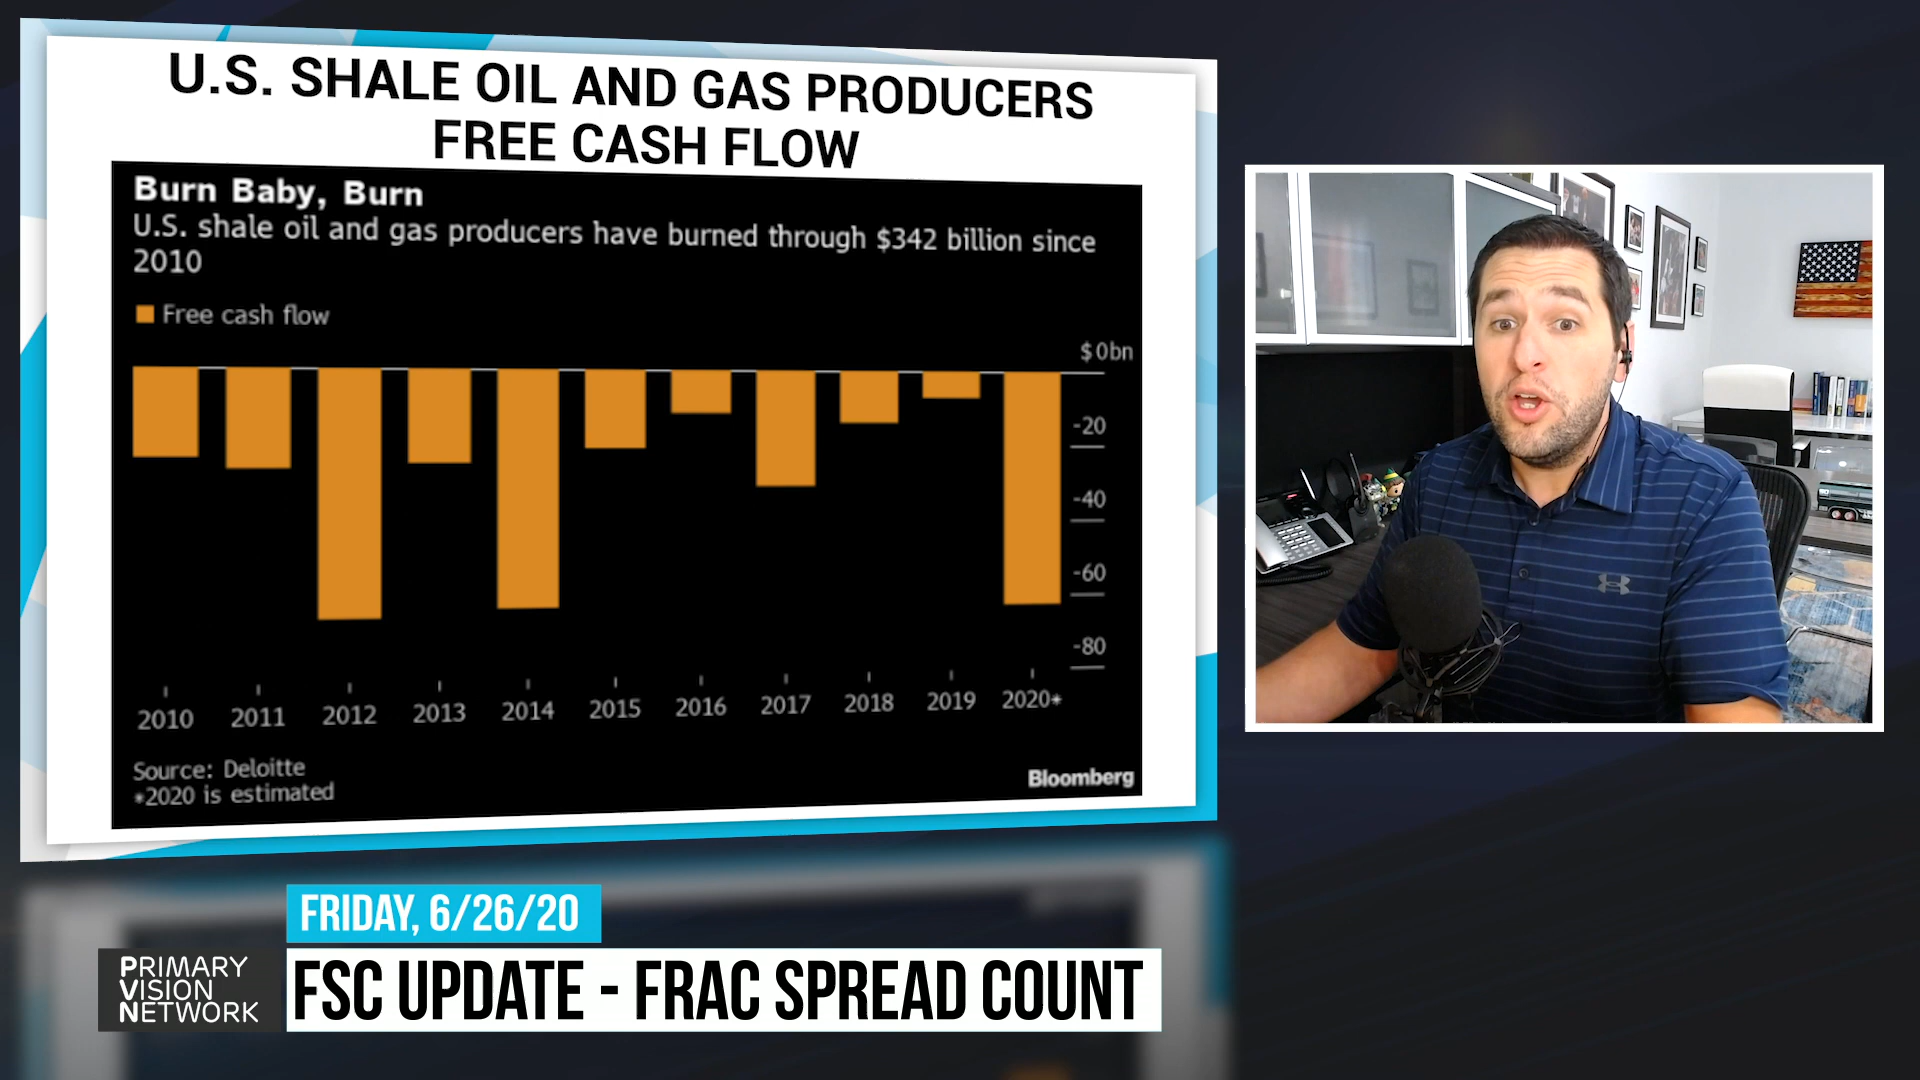 U.S. SHALE OIL AND GAS PRODUCERS
FREE CASH FLOW
Burn Baby, Burn
U.S. shale oil and gas producers have burned through $342 billion since
2010
Free cash flow
$0bn
-20
-40
-60
-80
2010 2011 2012 2013 2014 2015 2016 2017 2018 2019 2020*
Source: Deloitte
*2020 is estimated
Bloomberg
FRIDAY, 6/26/20
PRIMARY
VISION
NETWORK
FSC UPDATE - FRAC SPREAD COUNT